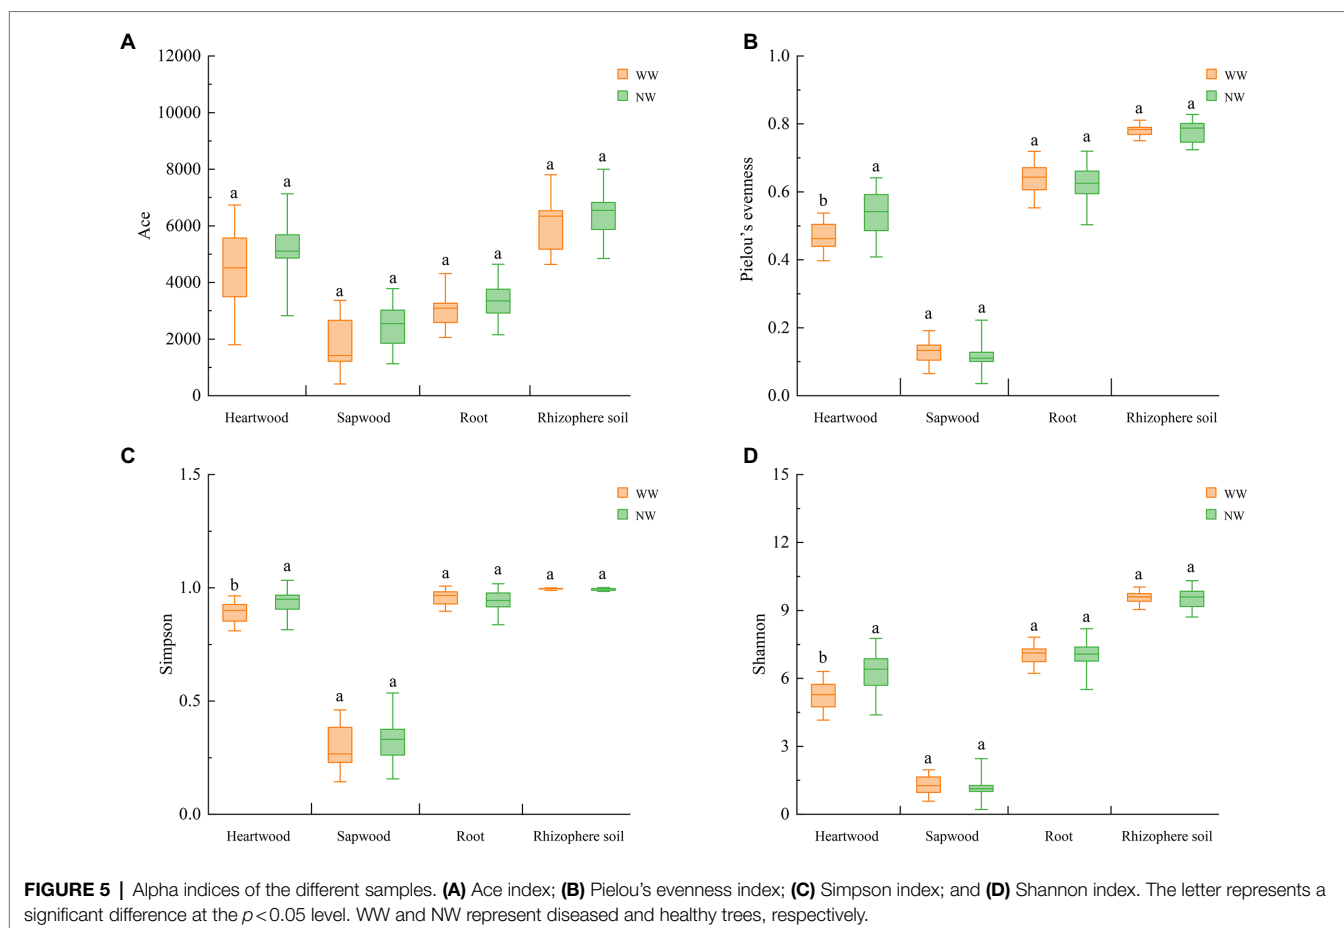 A
12000
10000
8000
6000
4000
2000
0
Ace
WW
NW
a a a a a a a a
Heartwood Sapwood Root Rhizophere soil
B
1.0
0.8
0.6
0.4
0.2
0.0
Pielou's evenness
WW
NW
b a a a a a a a
Heartwood Sapwood Root Rhizophere soil
C
1.5
1.0
0.5
0.0
Simpson
WW
NW
b a a a a a a a
Heartwood Sapwood Root Rhizophere soil
D
15
12
9
6
3
0
Shannon
WW
NW
b a a a a a a a
Heartwood Sapwood Root Rhizophere soil
FIGURE 5 | Alpha indices of the different samples. (A) Ace index; (B) Pielou's evenness index; (C) Simpson index; and (D) Shannon index. The letter represents a
significant difference at the p < 0.05 level. WW and NW represent diseased and healthy trees, respectively.